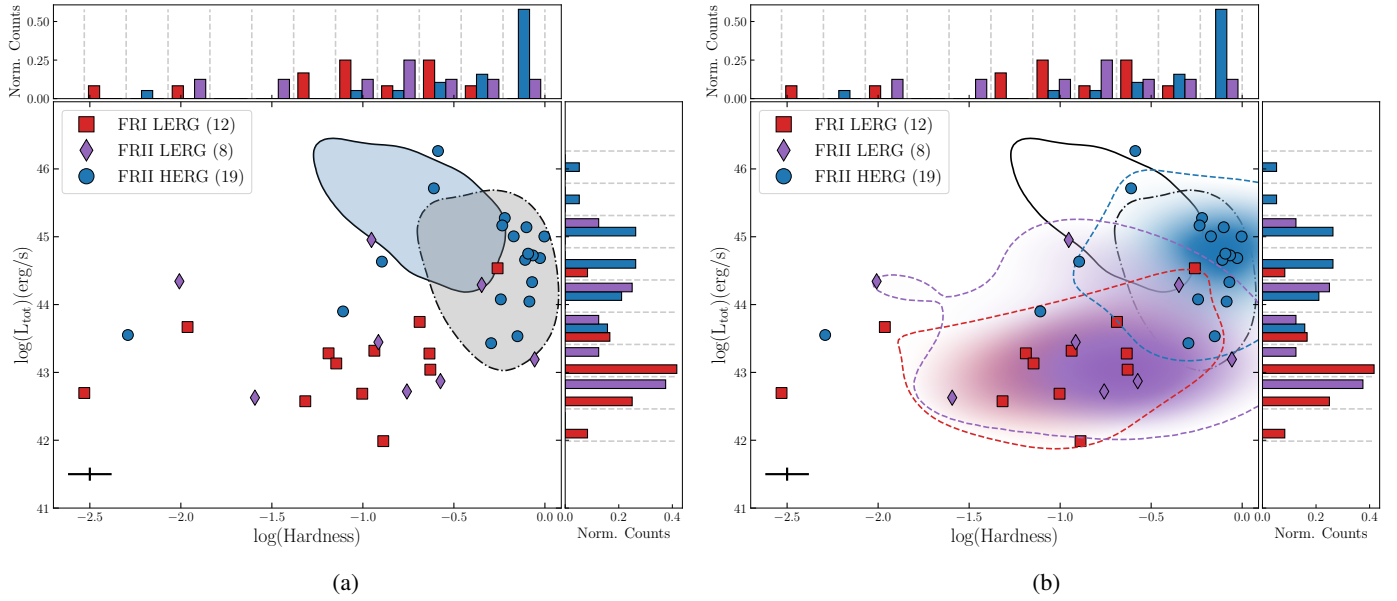 0.50
0.25
0.00
Norm. Counts
FRI LERG (12)
FRII LERG (8)
FRII HERG (19)
46
45
44
43
42
41
log(L_tot)(erg/s)
−2.5 −2.0 −1.5 −1.0 −0.5 0.0
log(Hardness)
0.0 0.2 0.4
Norm. Counts
(a)
0.50
0.25
0.00
Norm. Counts
FRI LERG (12)
FRII LERG (8)
FRII HERG (19)
46
45
44
43
42
41
log(L_tot)(erg/s)
−2.5 −2.0 −1.5 −1.0 −0.5 0.0
log(Hardness)
0.0 0.2 0.4
Norm. Counts
(b)